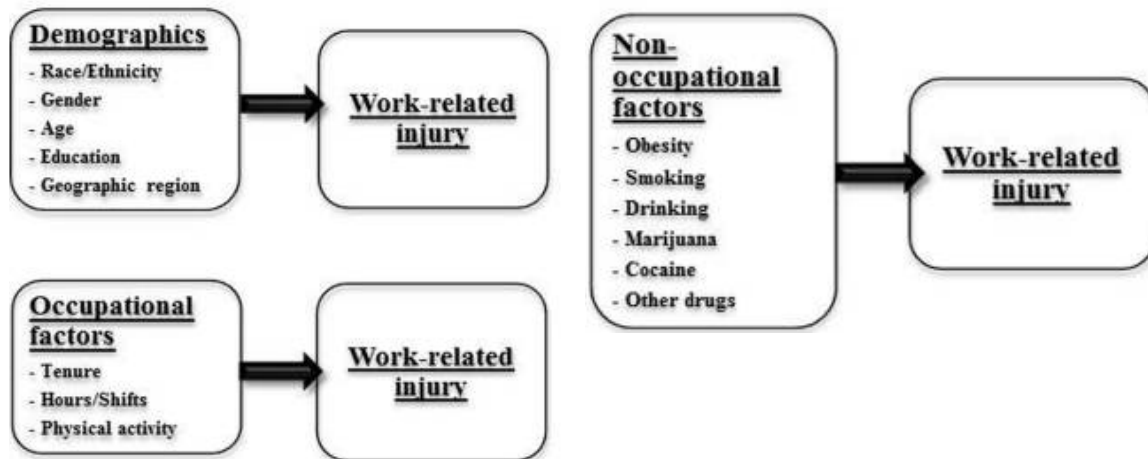 Demographics
- Race/Ethnicity
- Gender
- Age
- Education
- Geographic region
Work-related
injury
Occupational
factors
- Tenure
- Hours/Shifts
- Physical activity
Work-related
injury
Non-
occupational
factors
- Obesity
- Smoking
- Drinking
- Marijuana
- Cocaine
- Other drugs
Work-related
injury